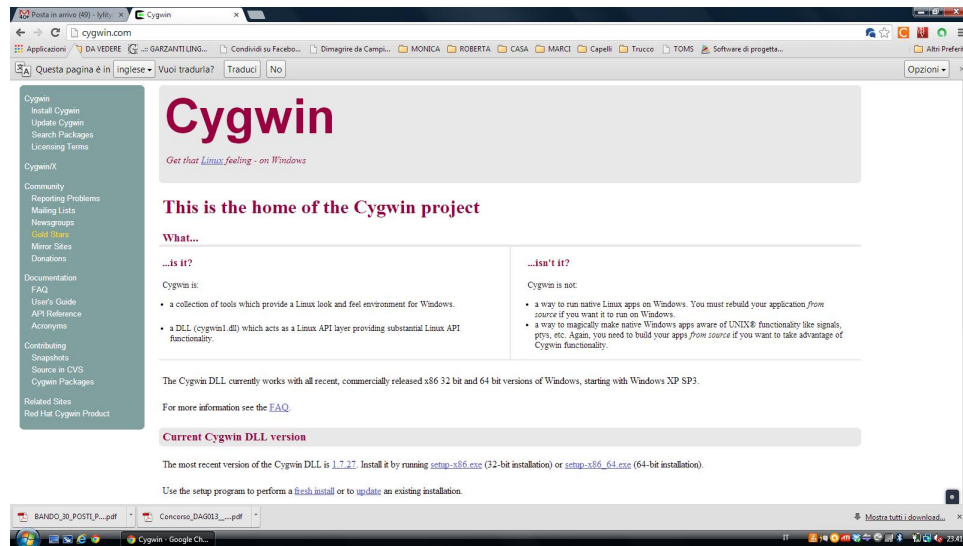 Posta in arrivo (49) - lylity
Cygwin
cygwin.com
Applicazioni
DA VEDERE
..:: GARZANTI LING...
Condividi su Facebo...
Dimagrire da Campi...
MONICA
ROBERTA
CASA
MARCI
Capelli
Trucco
TOMS
Software di progetta...
Altri Preferit
Questa pagina è in inglese Vuoi tradurla? Traduci No
Opzioni
Cygwin
Install Cygwin
Update Cygwin
Search Packages
Licensing Terms
Cygwin/X
Community
Reporting Problems
Mailing Lists
Newsgroups
Gold Stars
Mirror Sites
Donations
Documentation
FAQ
User's Guide
API Reference
Acronyms
Contributing
Snapshots
Source in CVS
Cygwin Packages
Related Sites
Red Hat Cygwin Product
Cygwin
Get that Linux feeling - on Windows
This is the home of the Cygwin project
What...
...is it?
Cygwin is:
• a collection of tools which provide a Linux look and feel environment for Windows.
• a DLL (cygwin1.dll) which acts as a Linux API layer providing substantial Linux API
functionality.
...isn't it?
Cygwin is not:
• a way to run native Linux apps on Windows. You must rebuild your application from
source if you want it to run on Windows.
• a way to magically make native Windows apps aware of UNIX® functionality like signals,
ptys, etc. Again, you need to build your apps from source if you want to take advantage of
Cygwin functionality.
The Cygwin DLL currently works with all recent, commercially released x86 32 bit and 64 bit versions of Windows, starting with Windows XP SP3.
For more information see the FAQ.
Current Cygwin DLL version
The most recent version of the Cygwin DLL is 1.7.27. Install it by running setup-x86.exe (32-bit installation) or setup-x86_64.exe (64-bit installation).
Use the setup program to perform a fresh install or to update an existing installation.
BANDO_30_POSTI_P....pdf
Concorso_DAG013__....pdf
Mostra tutti i download...
Cygwin - Google Ch...
IT
23.41